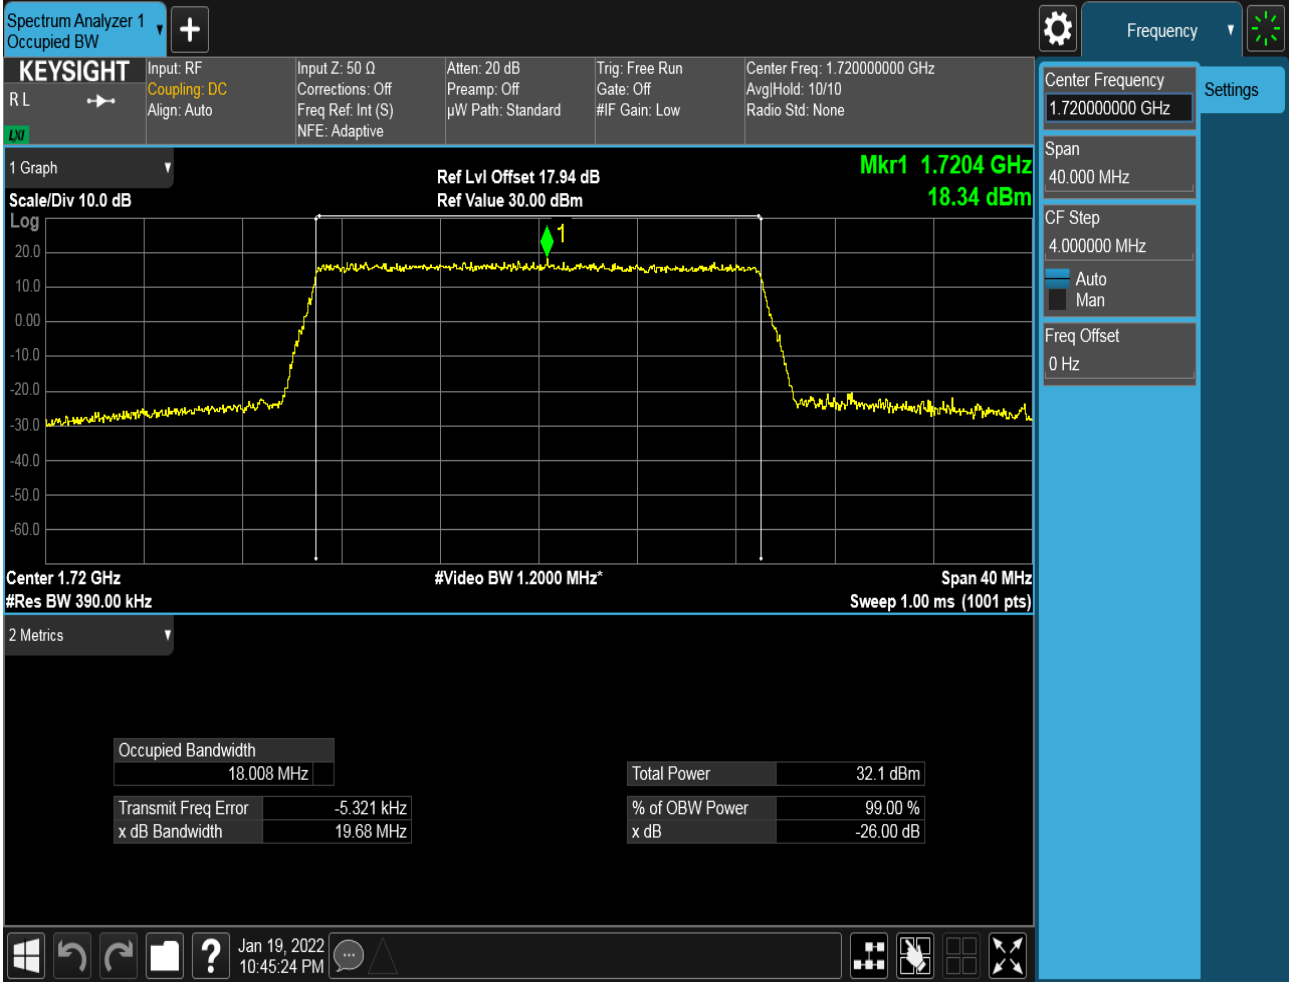 Spectrum Analyzer 1
Occupied BW
Frequency
KEYSIGHT
R L
LXI
Input: RF
Coupling: DC
Align: Auto
Input Z: 50 Ω
Corrections: Off
Freq Ref: Int (S)
NFE: Adaptive
Atten: 20 dB
Preamp: Off
µW Path: Standard
Trig: Free Run
Gate: Off
#IF Gain: Low
Center Freq: 1.720000000 GHz
Avg|Hold: 10/10
Radio Std: None
Center Frequency
1.720000000 GHz
Settings
Span
40.000 MHz
CF Step
4.000000 MHz
Auto
Man
Freq Offset
0 Hz
1 Graph
Scale/Div 10.0 dB
Ref Lvl Offset 17.94 dB
Ref Value 30.00 dBm
Mkr1 1.7204 GHz
18.34 dBm
Log
1
20.0
10.0
0.00
-10.0
-20.0
-30.0
-40.0
-50.0
-60.0
Center 1.72 GHz
#Video BW 1.2000 MHz*
Span 40 MHz
#Res BW 390.00 kHz
Sweep 1.00 ms (1001 pts)
2 Metrics
Occupied Bandwidth
18.008 MHz
Total Power 32.1 dBm
Transmit Freq Error -5.321 kHz
% of OBW Power 99.00 %
x dB Bandwidth 19.68 MHz
x dB -26.00 dB
Jan 19, 2022
10:45:24 PM